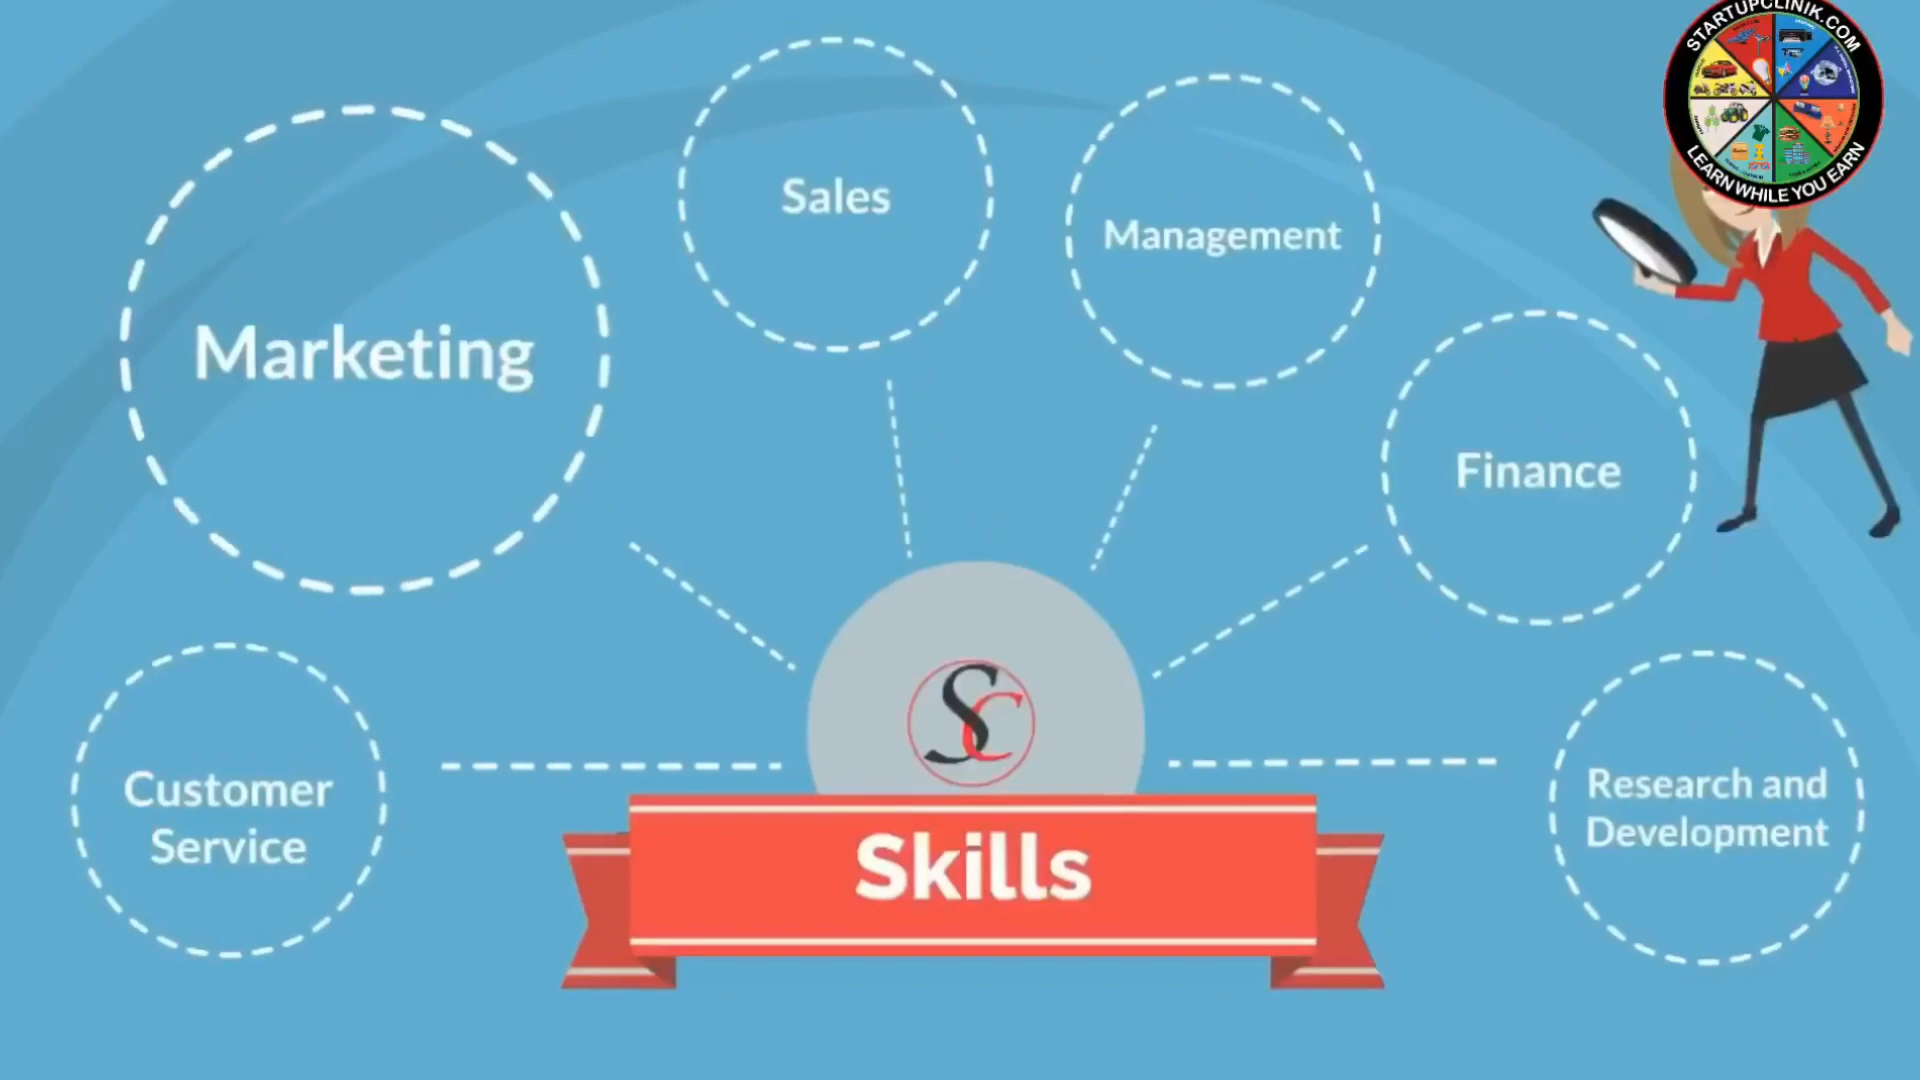 STARTUPCLINIK.COM
LEARN WHILE YOU EARN
Sales
Management
Marketing
Finance
SC
Customer
Service
Research and
Development
Skills